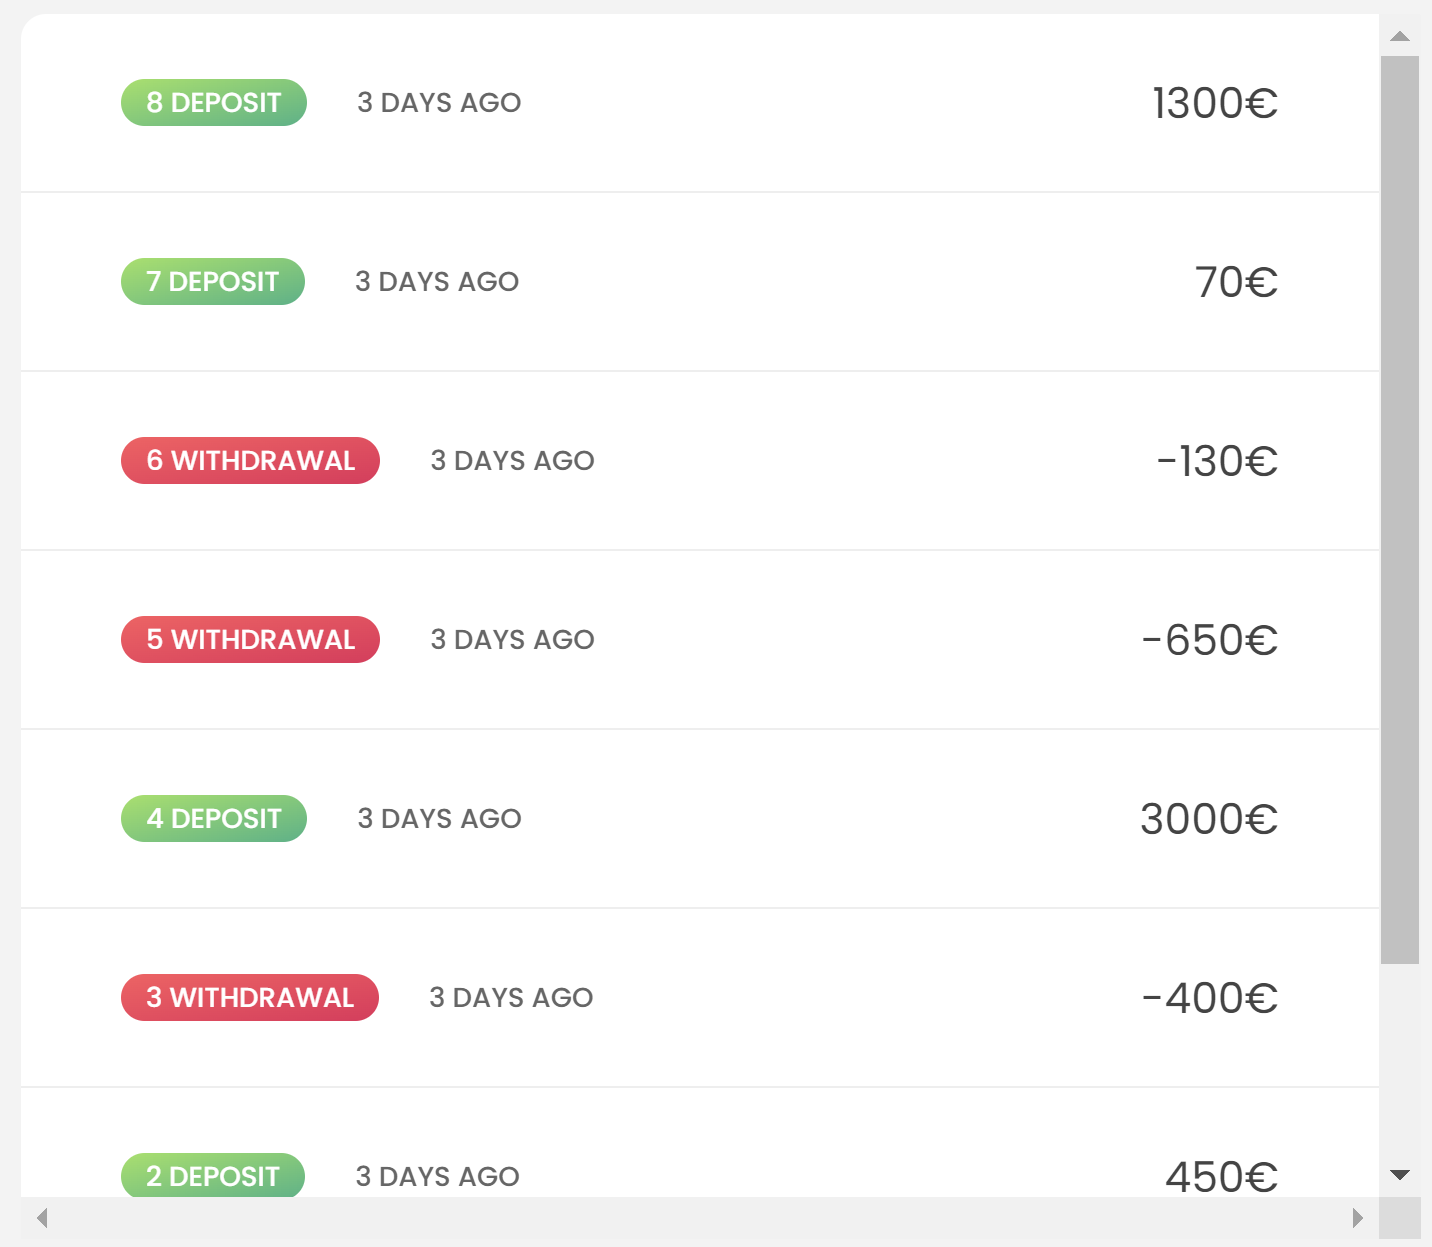 8 DEPOSIT 3 DAYS AGO 1300€
7 DEPOSIT 3 DAYS AGO 70€
6 WITHDRAWAL 3 DAYS AGO -130€
5 WITHDRAWAL 3 DAYS AGO -650€
4 DEPOSIT 3 DAYS AGO 3000€
3 WITHDRAWAL 3 DAYS AGO -400€
2 DEPOSIT 3 DAYS AGO 450€